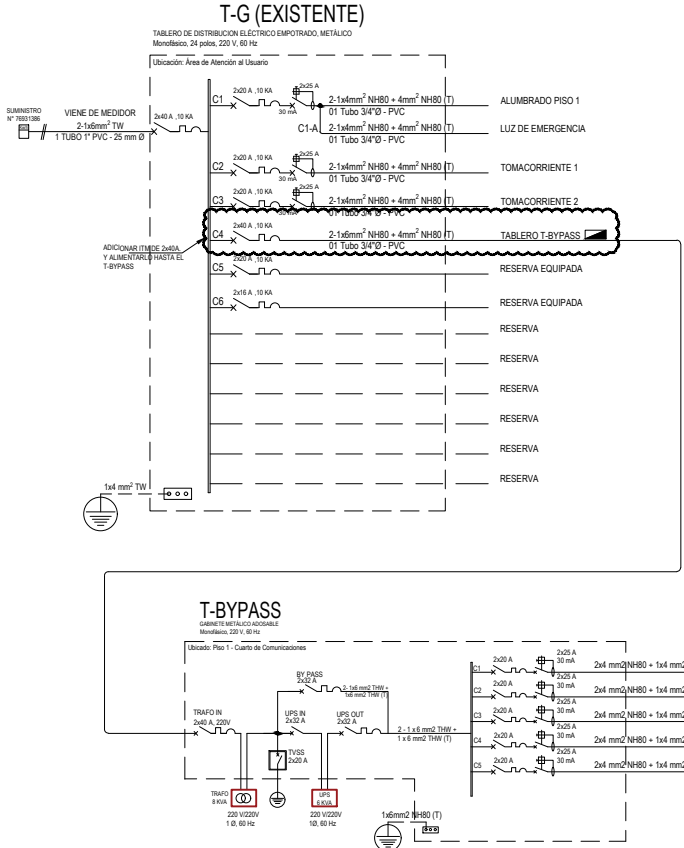 T-G (EXISTENTE)
TABLERO DE DISTRIBUCION ELÉCTRICO EMPOTRADO, METÁLICO
Monofásico, 24 polos, 220 V, 60 Hz
Ubicación: Área de Atención al Usuario
SUMINISTRO
N° 76931386
VIENE DE MEDIDOR
2-1x6mm² TW
1 TUBO 1" PVC - 25 mm Ø
2x40 A ,10 KA
C1
2x20 A ,10 KA
2x25 A
30 mA
2-1x4mm² NH80 + 4mm² NH80 (T)
01 Tubo 3/4"Ø - PVC
ALUMBRADO PISO 1
C1-A
2-1x4mm² NH80 + 4mm² NH80 (T)
01 Tubo 3/4"Ø - PVC
LUZ DE EMERGENCIA
C2
2x20 A ,10 KA
2x25 A
30 mA
2-1x4mm² NH80 + 4mm² NH80 (T)
01 Tubo 3/4"Ø - PVC
TOMACORRIENTE 1
C3
2x20 A ,10 KA
2x25 A
30 mA
2-1x4mm² NH80 + 4mm² NH80 (T)
01 Tubo 3/4"Ø - PVC
TOMACORRIENTE 2
C4
2x40 A ,10 KA
2-1x6mm² NH80 + 4mm² NH80 (T)
01 Tubo 3/4"Ø - PVC
TABLERO T-BYPASS
ADICIONAR ITM DE 2x40A.
Y ALIMENTARLO HASTA EL
T-BYPASS
C5
2x20 A ,10 KA
RESERVA EQUIPADA
C6
2x16 A ,10 KA
RESERVA EQUIPADA
RESERVA
RESERVA
RESERVA
RESERVA
RESERVA
RESERVA
1x4 mm² TW
T-BYPASS
GABINETE METÁLICO ADOSABLE
Monofásico, 220 V, 60 Hz
Ubicado: Piso 1 - Cuarto de Comunicaciones
BY PASS
2x32 A
2- 1x6 mm2 THW +
1x6 mm2 THW (T)
TRAFO IN
2x40 A, 220V
UPS IN
2x32 A
UPS OUT
2x32 A
2 - 1 x 6 mm2 THW +
1 x 6 mm2 THW (T)
TVSS
2x20 A
TRAFO
8 KVA
220 V/220V
1 Ø, 60 Hz
UPS
6 KVA
220 V/220V
1Ø, 60 Hz
C1
2x20 A
2x25 A
30 mA
2x4 mm2 NH80 + 1x4 mm2
C2
2x20 A
2x25 A
30 mA
2x4 mm2 NH80 + 1x4 mm2
C3
2x20 A
2x25 A
30 mA
2x4 mm2 NH80 + 1x4 mm2
C4
2x20 A
2x25 A
30 mA
2x4 mm2 NH80 + 1x4 mm2
C5
2x20 A
2x25 A
30 mA
2x4 mm2 NH80 + 1x4 mm2
1x6mm2 NH80 (T)